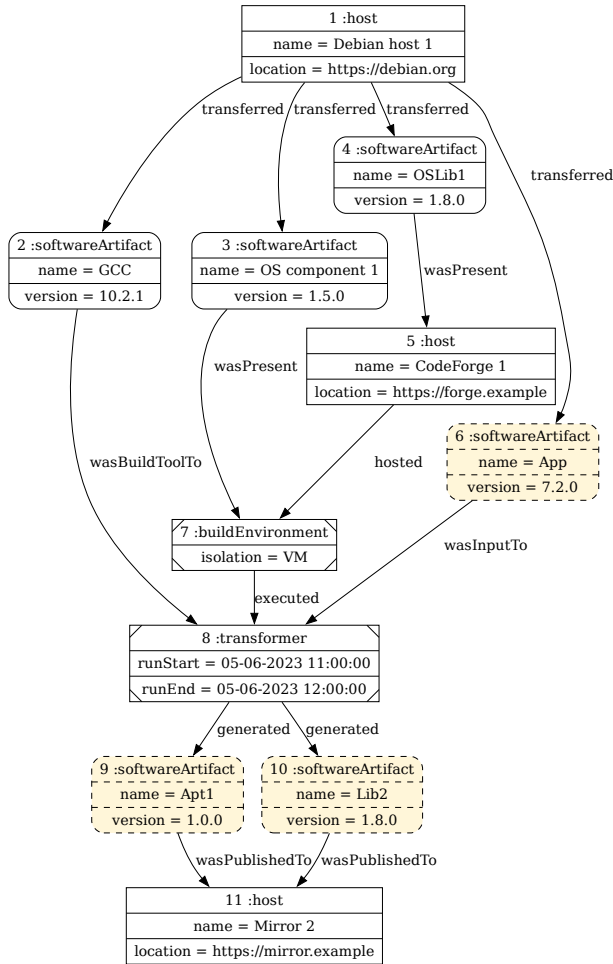 1 :host
name = Debian host 1
location = https://debian.org
transferred
transferred
transferred
transferred
4 :softwareArtifact
name = OSLib1
version = 1.8.0
2 :softwareArtifact
name = GCC
version = 10.2.1
3 :softwareArtifact
name = OS component 1
version = 1.5.0
wasPresent
5 :host
name = CodeForge 1
location = https://forge.example
wasPresent
6 :softwareArtifact
name = App
version = 7.2.0
wasBuildToolTo
hosted
7 :buildEnvironment
isolation = VM
wasInputTo
executed
8 :transformer
runStart = 05-06-2023 11:00:00
runEnd = 05-06-2023 12:00:00
generated
generated
9 :softwareArtifact
name = Apt1
version = 1.0.0
10 :softwareArtifact
name = Lib2
version = 1.8.0
wasPublishedTo
wasPublishedTo
11 :host
name = Mirror 2
location = https://mirror.example